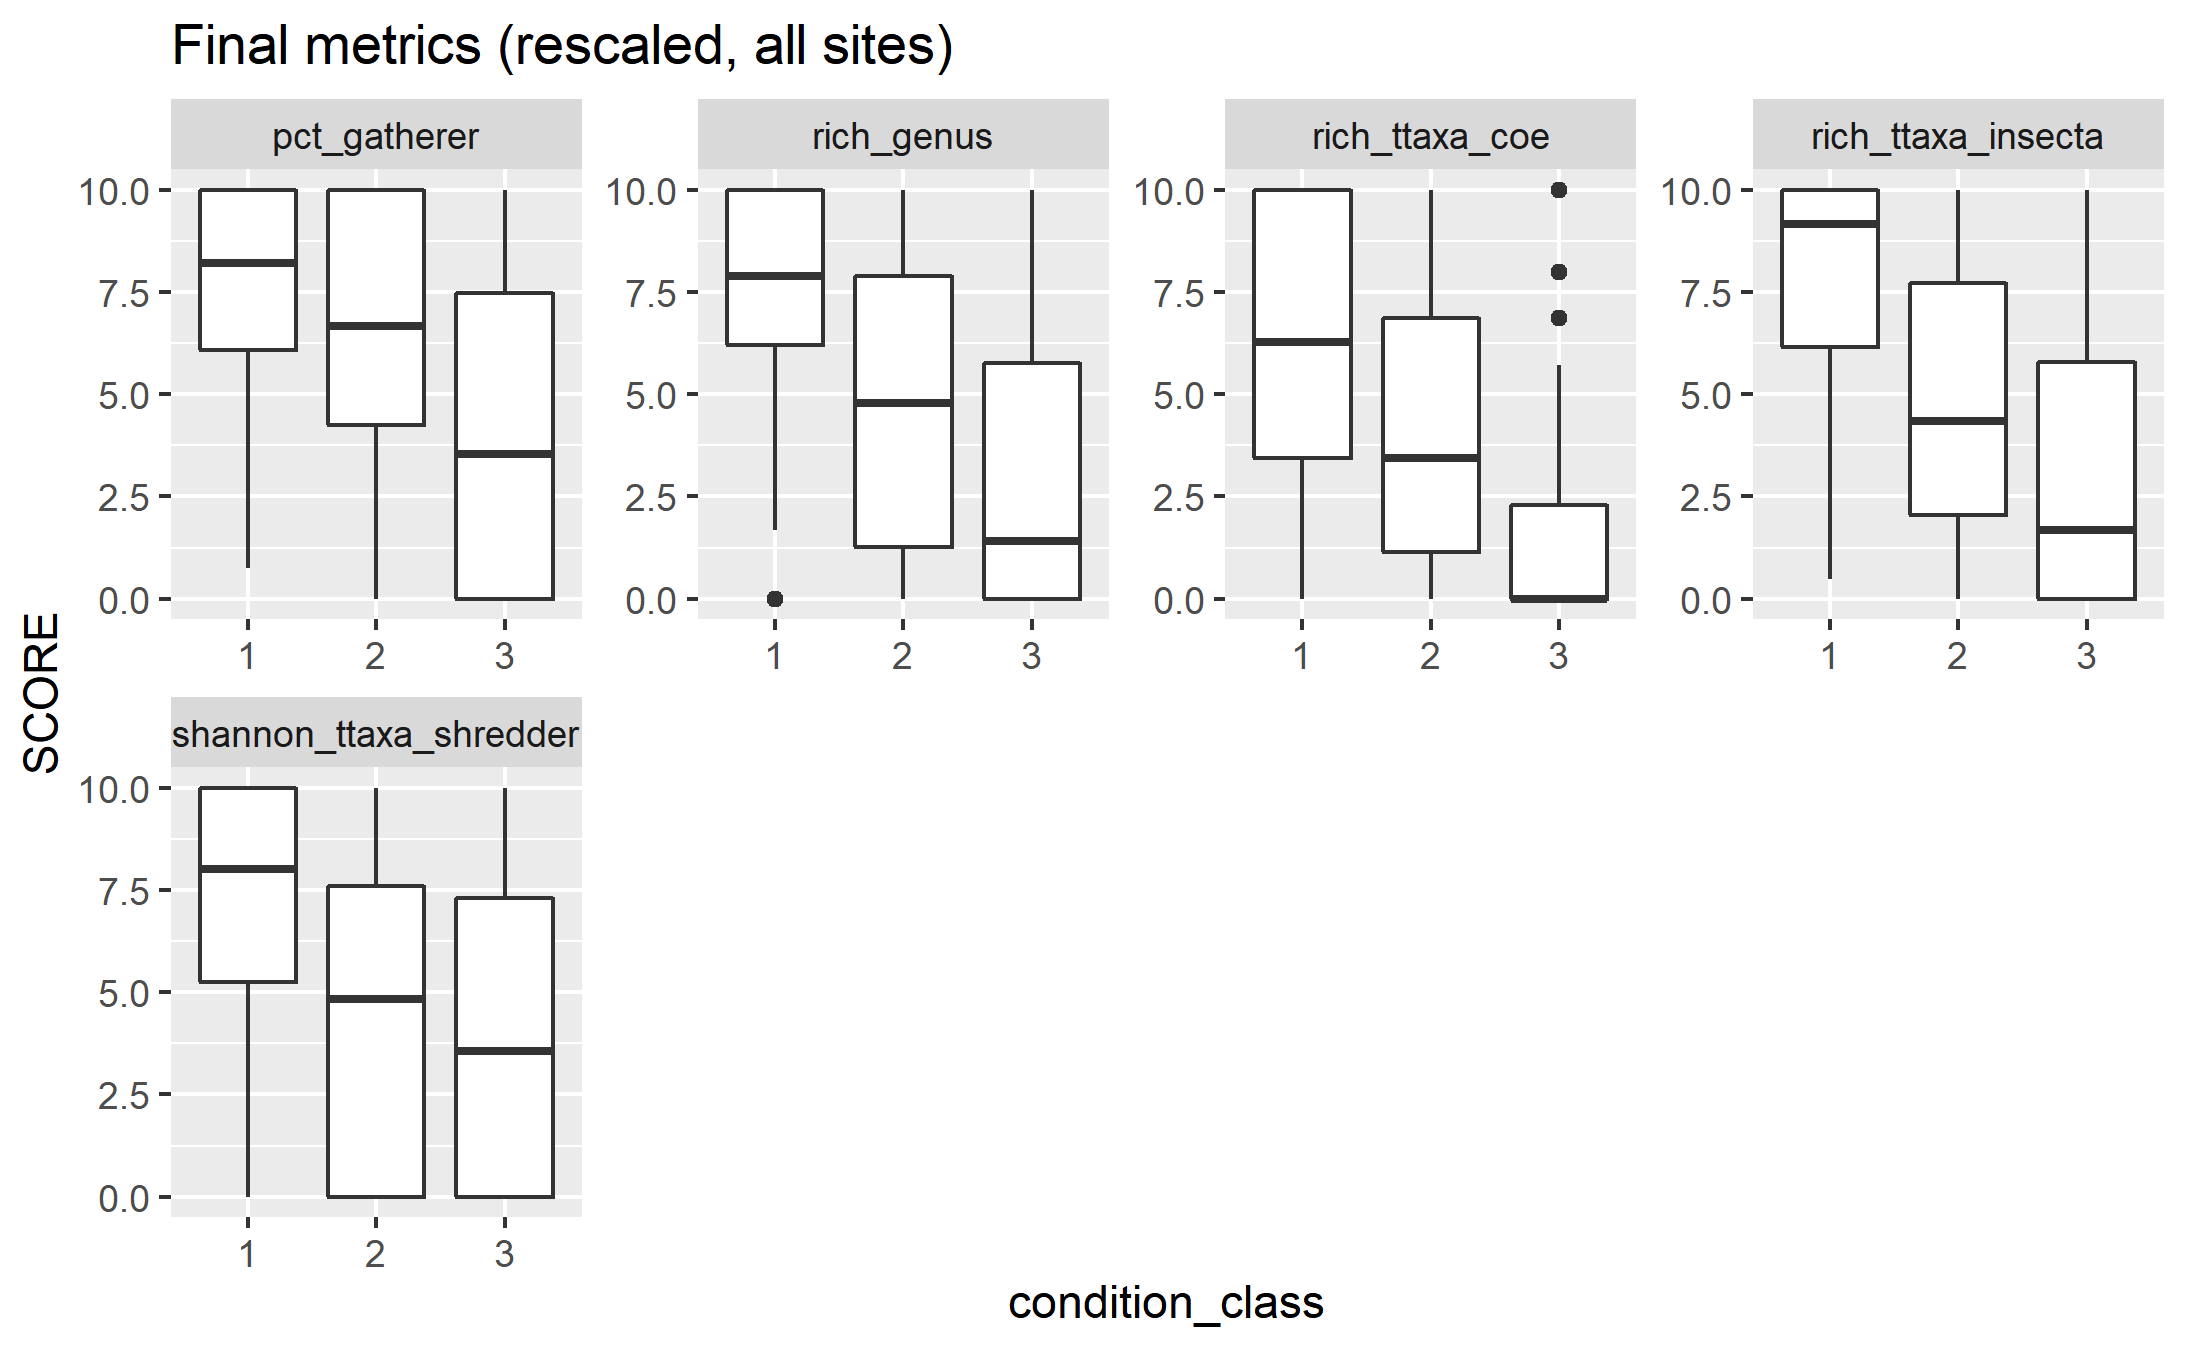 Final metrics (rescaled, all sites)
pct_gatherer rich_genus rich_ttaxa_coe rich_ttaxa_insecta
10.0 10.0 10.0 10.0
7.5 7.5 7.5 7.5
5.0 5.0 5.0 5.0
2.5 2.5 2.5 2.5
0.0 0.0 0.0 0.0
1 2 3 1 2 3 1 2 3 1 2 3
SCORE
shannon_ttaxa_shredder
10.0
7.5
5.0
2.5
0.0
1 2 3
condition_class